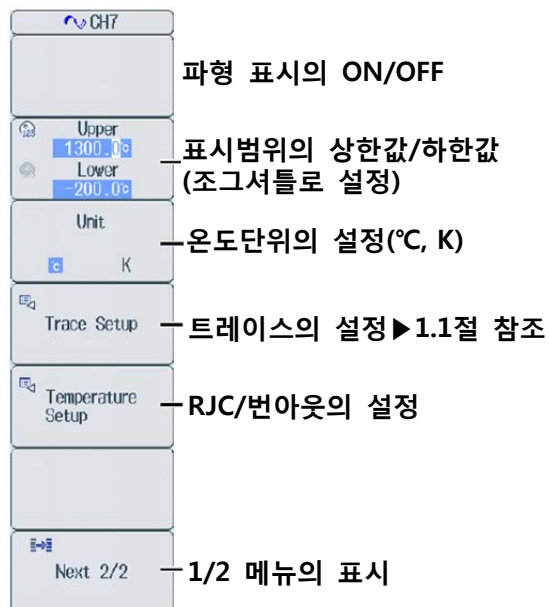 CH7
파형 표시의 ON/OFF
Upper
1300.0℃
Lower
-200.0℃
표시범위의 상한값/하한값
(조그셔틀로 설정)
Unit
℃ K
온도단위의 설정(℃, K)
Trace Setup
트레이스의 설정▶1.1절 참조
Temperature
Setup
RJC/번아웃의 설정
Next 2/2
1/2 메뉴의 표시